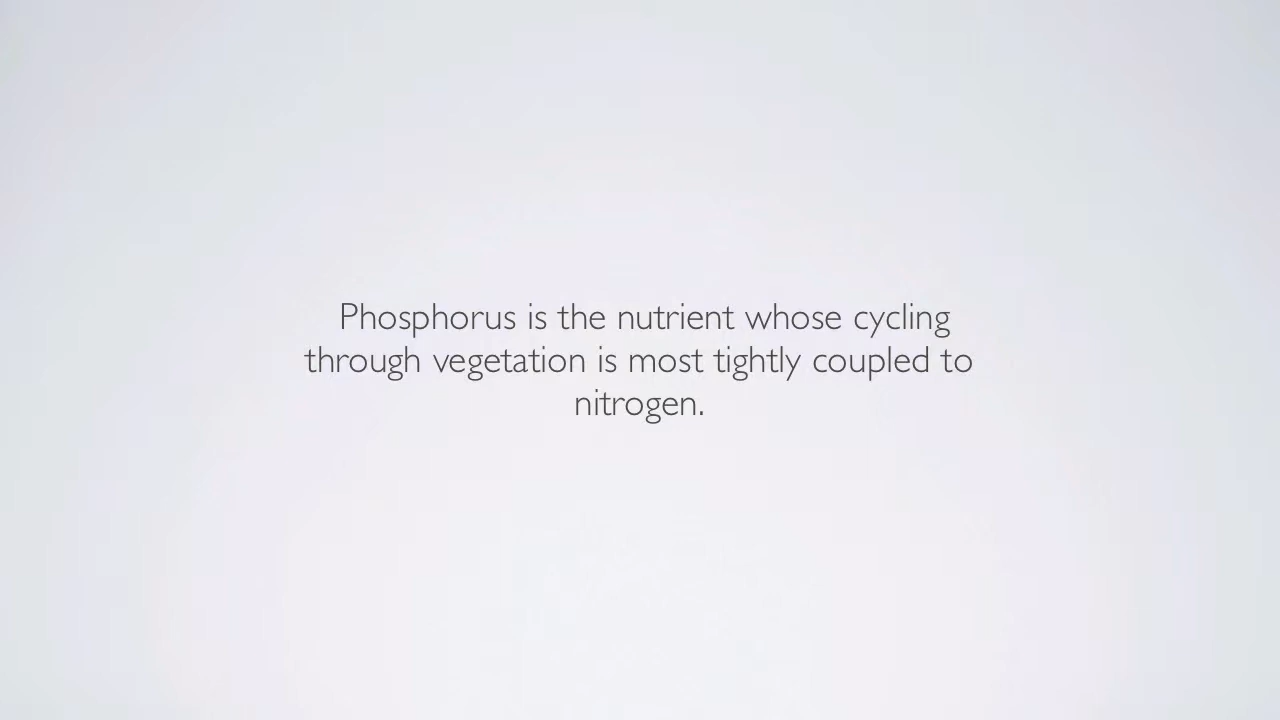 Phosphorus is the nutrient whose cycling
through vegetation is most tightly coupled to
nitrogen.